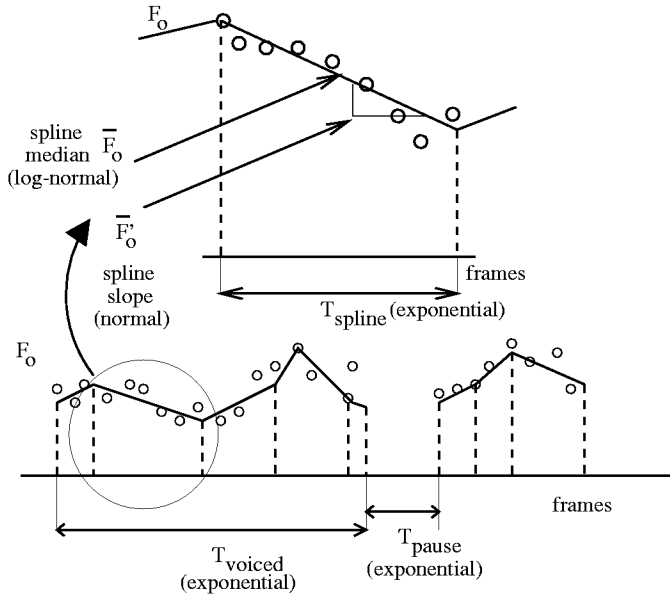 Fo
spline
median F̅o
(log-normal)
F̅o'
spline
slope
(normal)
frames
Tspline (exponential)
Fo
frames
Tvoiced
(exponential)
Tpause
(exponential)